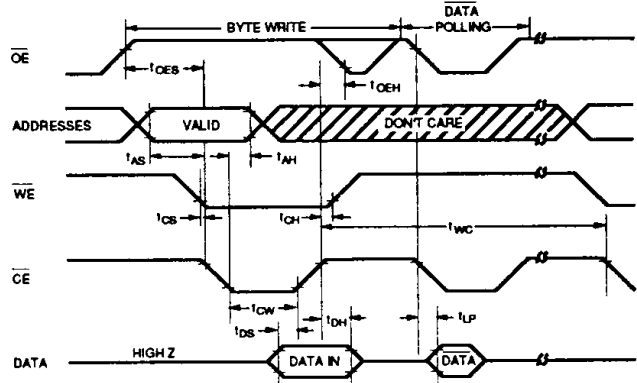 BYTE WRITE
DATA
POLLING
OE
tOES
tOEH
ADDRESSES
VALID
DON'T CARE
tAS
tAH
WE
tCS
tCH
tWC
CE
tCW
tDS
tDH
tLP
DATA
HIGH Z
DATA IN
DATA